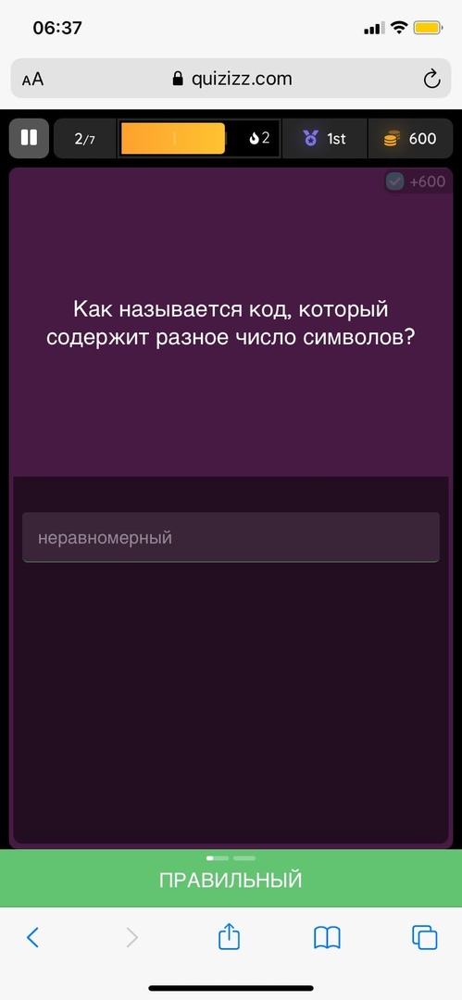 06:37
AA quizizz.com
2/7 2 1st 600
+600
Как называется код, который
содержит разное число символов?
неравномерный
ПРАВИЛЬНЫЙ